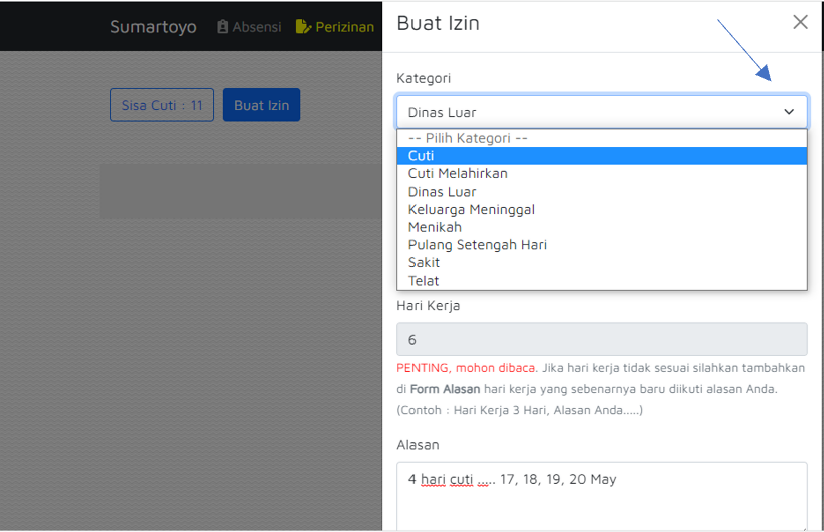 Sumartoyo Absensi Perizinan
Buat Izin
Sisa Cuti : 11 Buat Izin
Kategori
Dinas Luar
-- Pilih Kategori --
Cuti
Cuti Melahirkan
Dinas Luar
Keluarga Meninggal
Menikah
Pulang Setengah Hari
Sakit
Telat
Hari Kerja
6
PENTING, mohon dibaca. Jika hari kerja tidak sesuai silahkan tambahkan
di Form Alasan hari kerja yang sebenarnya baru diikuti alasan Anda.
(Contoh : Hari Kerja 3 Hari, Alasan Anda.....)
Alasan
4 hari cuti ..... 17, 18, 19, 20 May